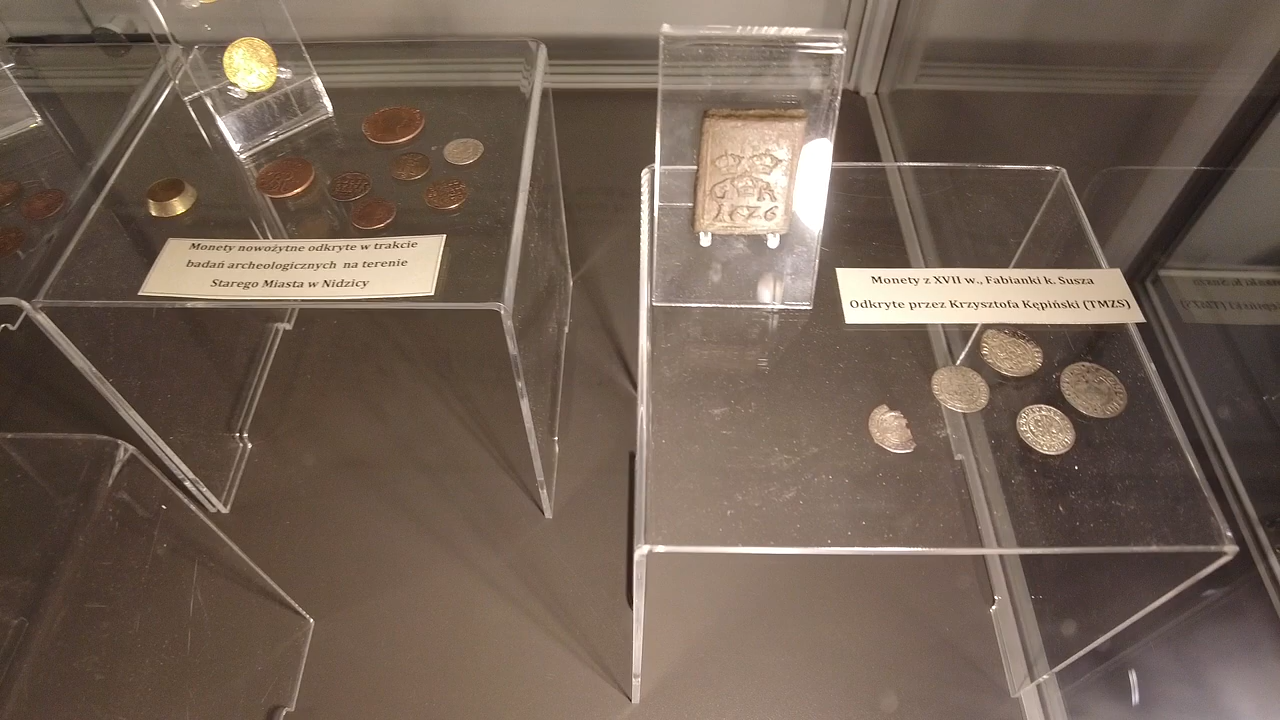 Monety nowożytne odkryte w trakcie
badań archeologicznych na terenie
Starego Miasta w Nidzicy
G R
1626
Monety z XVII w., Fabianki k. Susza
Odkryte przez Krzysztofa Kępiński (TMZS)